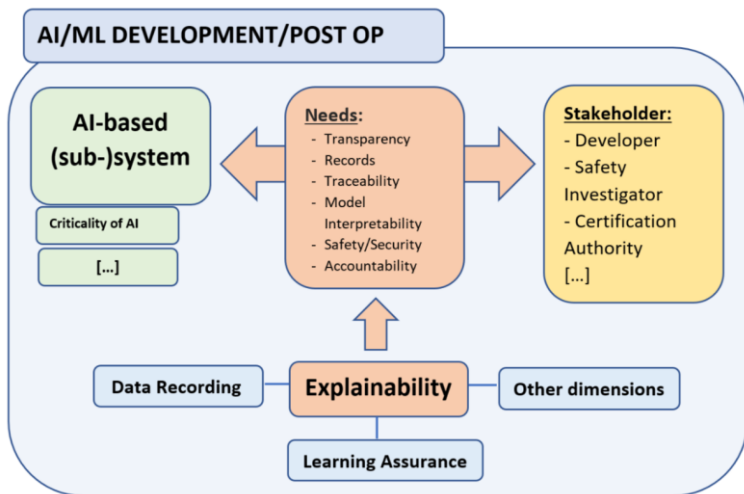 AI/ML DEVELOPMENT/POST OP
AI-based
(sub-)system
Criticality of AI
[...]
Needs:
- Transparency
- Records
- Traceability
- Model
Interpretability
- Safety/Security
- Accountability
Stakeholder:
- Developer
- Safety
Investigator
- Certification
Authority
[...]
Data Recording
Explainability
Other dimensions
Learning Assurance